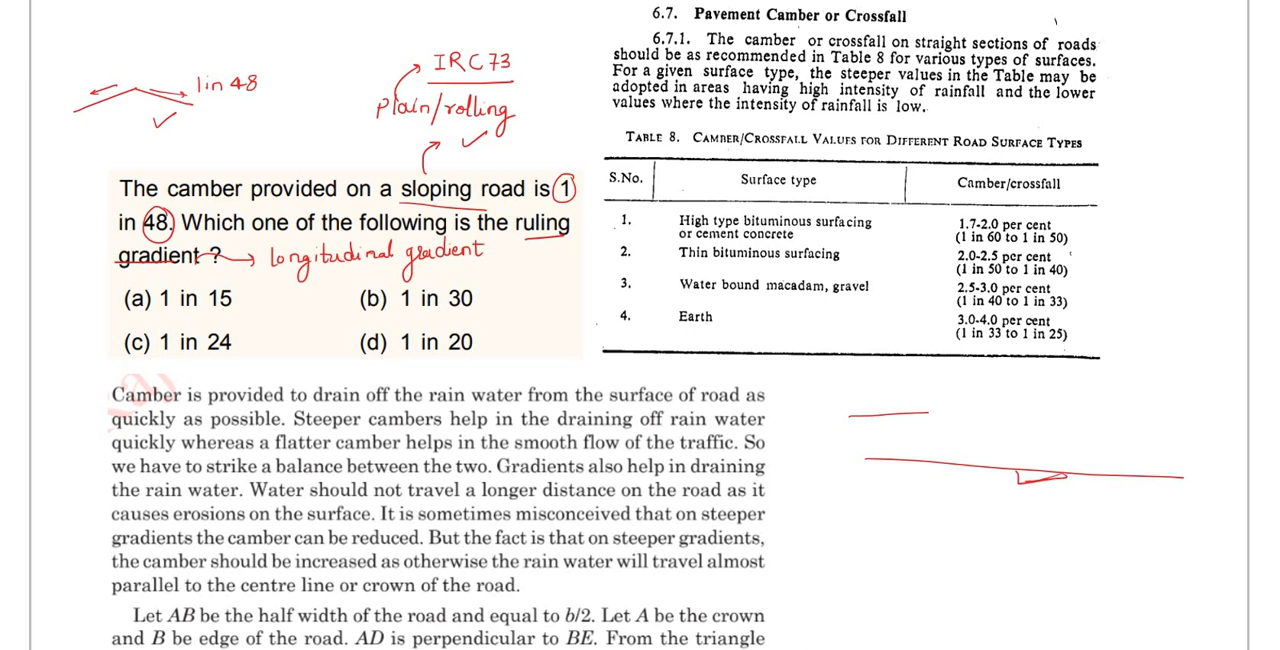 1 in 48
IRC 73
plain/rolling
The camber provided on a sloping road is 1
in 48. Which one of the following is the ruling
gradient ?
longitudinal gradient
(a) 1 in 15
(b) 1 in 30
(c) 1 in 24
(d) 1 in 20
6.7. Pavement Camber or Crossfall
6.7.1. The camber or crossfall on straight sections of roads
should be as recommended in Table 8 for various types of surfaces.
For a given surface type, the steeper values in the Table may be
adopted in areas having high intensity of rainfall and the lower
values where the intensity of rainfall is low.
TABLE 8. CAMBER/CROSSFALL VALUES FOR DIFFERENT ROAD SURFACE TYPES
S.No. Surface type Camber/crossfall
1. High type bituminous surfacing 1.7-2.0 per cent
or cement concrete (1 in 60 to 1 in 50)
2. Thin bituminous surfacing 2.0-2.5 per cent
(1 in 50 to 1 in 40)
3. Water bound macadam, gravel 2.5-3.0 per cent
(1 in 40 to 1 in 33)
4. Earth 3.0-4.0 per cent
(1 in 33 to 1 in 25)
Camber is provided to drain off the rain water from the surface of road as
quickly as possible. Steeper cambers help in the draining off rain water
quickly whereas a flatter camber helps in the smooth flow of the traffic. So
we have to strike a balance between the two. Gradients also help in draining
the rain water. Water should not travel a longer distance on the road as it
causes erosions on the surface. It is sometimes misconceived that on steeper
gradients the camber can be reduced. But the fact is that on steeper gradients,
the camber should be increased as otherwise the rain water will travel almost
parallel to the centre line or crown of the road.
Let AB be the half width of the road and equal to b/2. Let A be the crown
and B be edge of the road. AD is perpendicular to BE. From the triangle